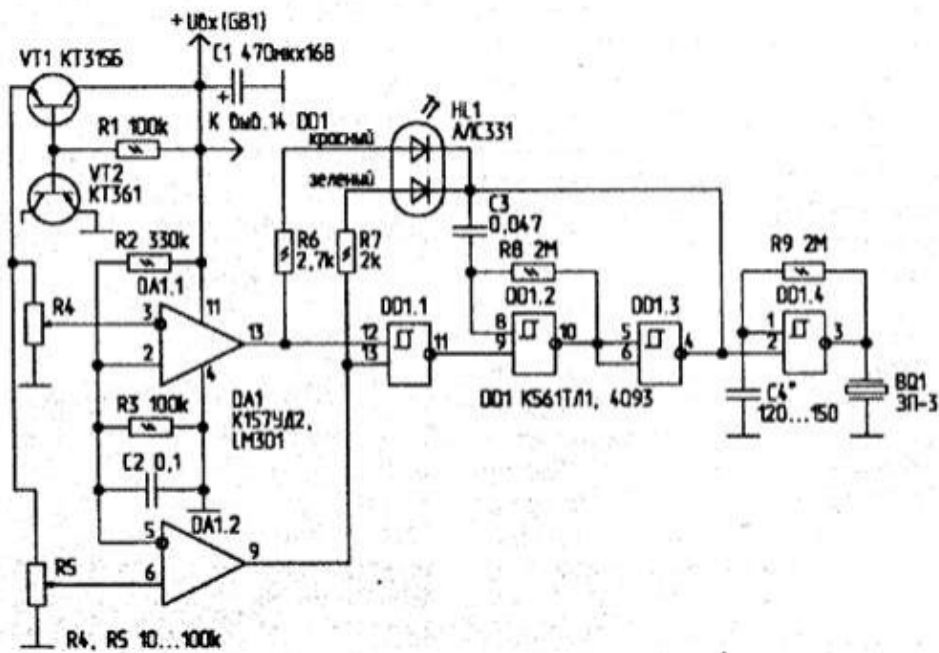 + Uвх(GB1)
C1 470мкх16В
VT1 КТ315Б
К выв.14 DD1
R1 100k
VT2
КТ361
HL1
АЛС331
красный
зеленый
C3
0,047
R2 330k
R6
2,7k
R7
2k
R8 2M
R9 2M
DA1.1
R4
3
11
2
4
13
12
13
DD1.1
11
8
9
DD1.2
10
5
6
DD1.3
4
1
2
DD1.4
3
R3 100k
DA1
К157УД2,
LM301
DD1 К561ТЛ1, 4093
C4*
120...150
BQ1
ЗП-3
C2 0,1
DA1.2
5
6
9
R5
R4, R5 10...100k